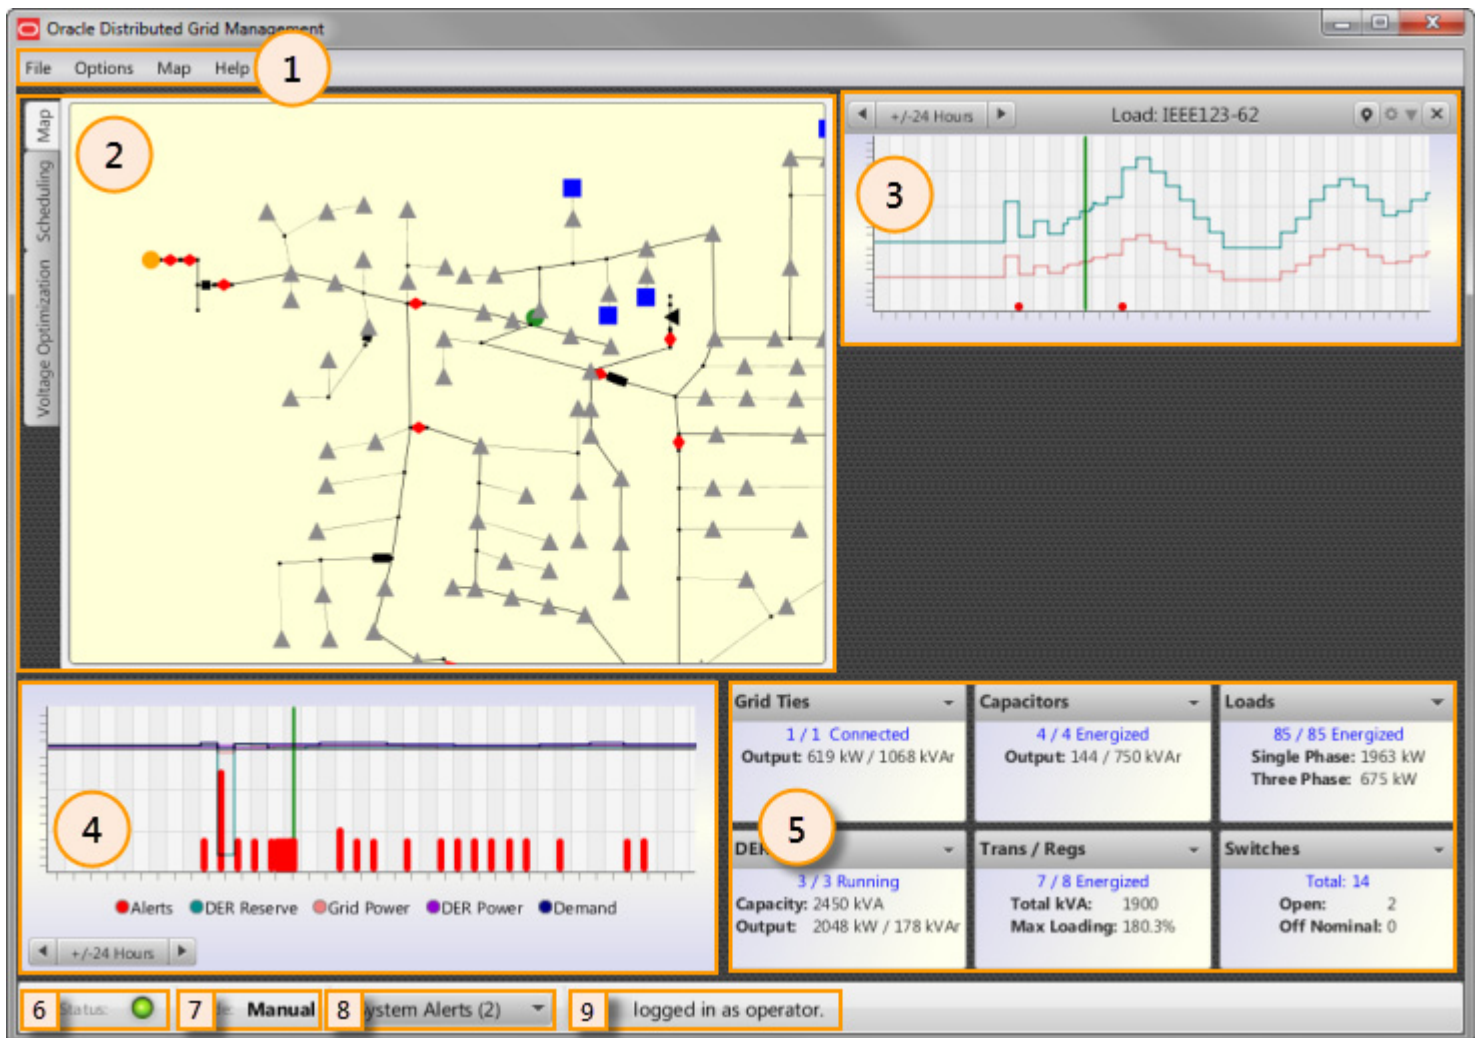 Oracle Distributed Grid Management
File Options Map Help
1
Map
Scheduling
Voltage Optimization
2
+/-24 Hours
Load: IEEE123-62
3
4
Alerts DER Reserve Grid Power DER Power Demand
+/-24 Hours
Grid Ties
1 / 1 Connected
Output: 619 kW / 1068 kVAr
Capacitors
4 / 4 Energized
Output: 144 / 750 kVAr
Loads
85 / 85 Energized
Single Phase: 1963 kW
Three Phase: 675 kW
5
DER
3 / 3 Running
Capacity: 2450 kVA
Output: 2048 kW / 178 kVAr
Trans / Regs
7 / 8 Energized
Total kVA: 1900
Max Loading: 180.3%
Switches
Total: 14
Open: 2
Off Nominal: 0
6 Status:
7 Manual
8 ystem Alerts (2)
9 logged in as operator.